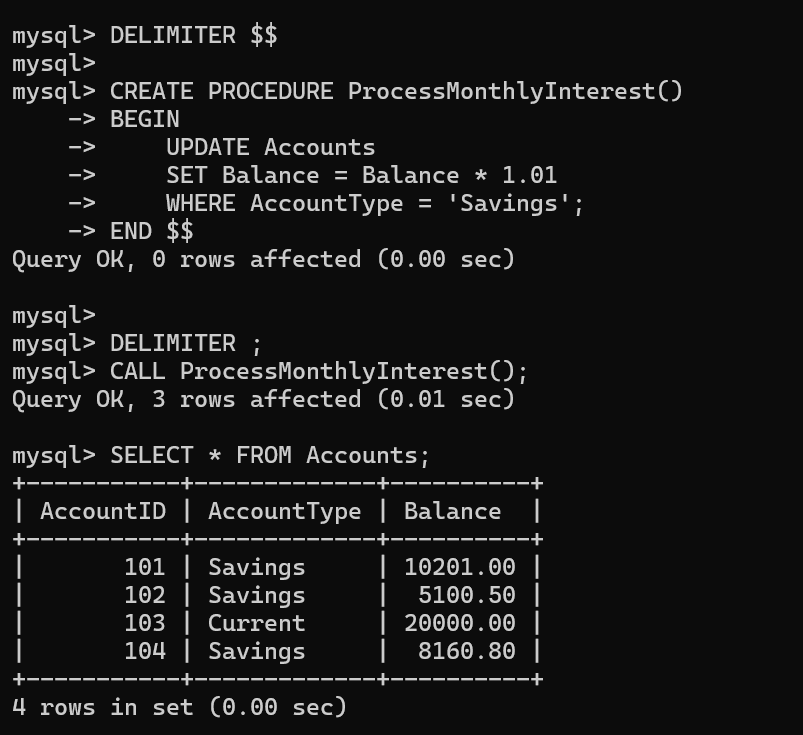 mysql> DELIMITER $$
mysql>
mysql> CREATE PROCEDURE ProcessMonthlyInterest()
    -> BEGIN
    ->     UPDATE Accounts
    ->     SET Balance = Balance * 1.01
    ->     WHERE AccountType = 'Savings';
    -> END $$
Query OK, 0 rows affected (0.00 sec)

mysql>
mysql> DELIMITER ;
mysql> CALL ProcessMonthlyInterest();
Query OK, 3 rows affected (0.01 sec)

mysql> SELECT * FROM Accounts;
+-----------+-------------+----------+
| AccountID | AccountType | Balance  |
+-----------+-------------+----------+
|       101 | Savings     | 10201.00 |
|       102 | Savings     |  5100.50 |
|       103 | Current     | 20000.00 |
|       104 | Savings     |  8160.80 |
+-----------+-------------+----------+
4 rows in set (0.00 sec)